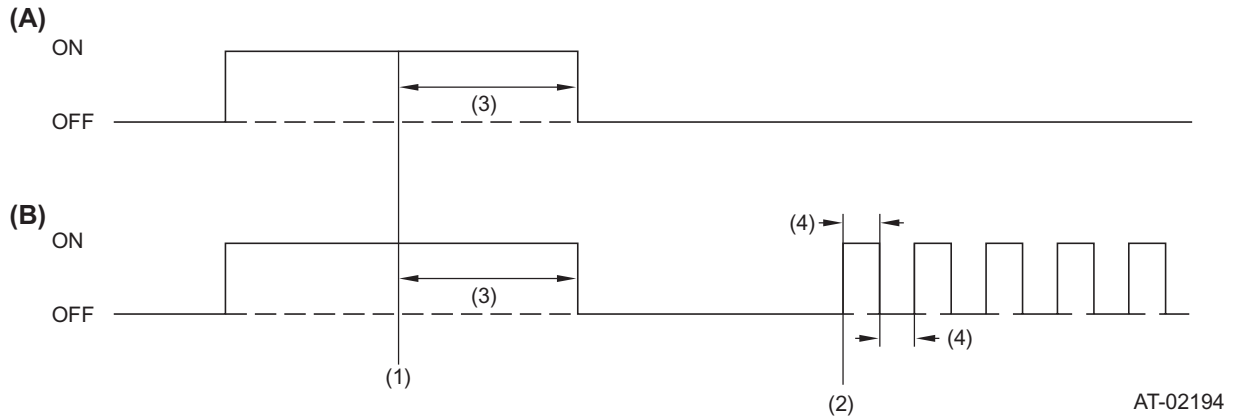 (A)
ON
(3)
OFF
(B)
ON
(4)
(3)
OFF
(4)
(1)
(2)
AT-02194